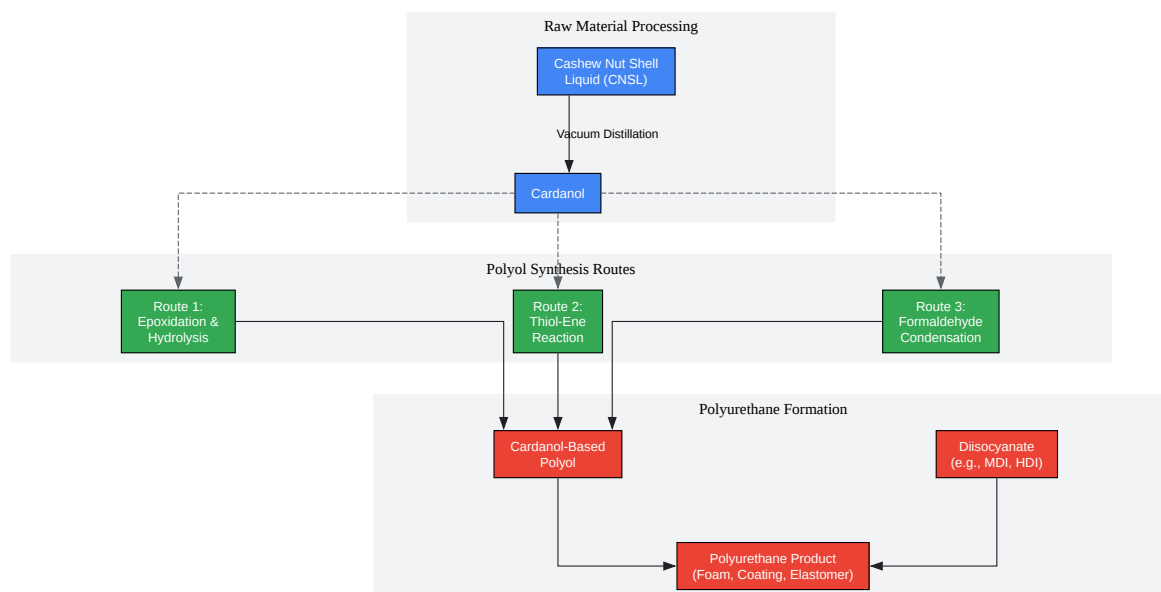 Raw Material Processing
Cashew Nut Shell
Liquid (CNSL)
Vacuum Distillation
Cardanol
Polyol Synthesis Routes
Route 1:
Epoxidation &
Hydrolysis
Route 2:
Thiol-Ene
Reaction
Route 3:
Formaldehyde
Condensation
Polyurethane Formation
Cardanol-Based
Polyol
Diisocyanate
(e.g., MDI, HDI)
Polyurethane Product
(Foam, Coating, Elastomer)